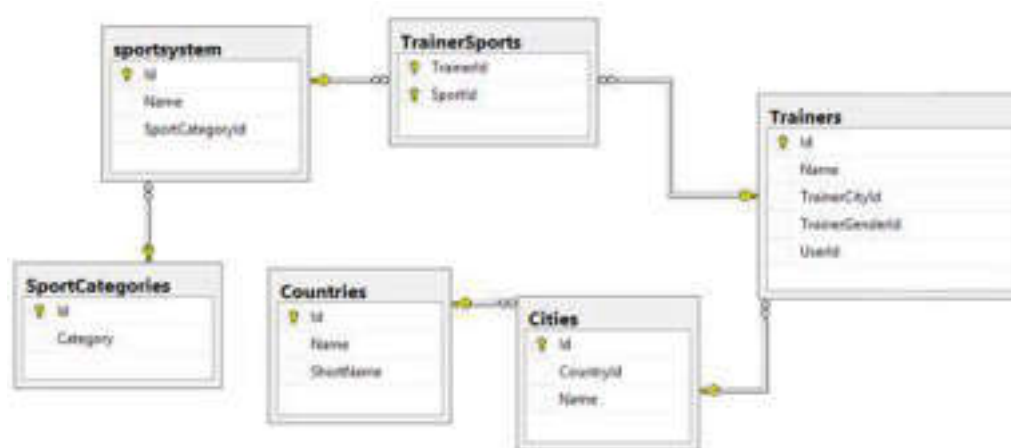 sportsystem
Id
Name
SportCategoryId
TrainerSports
TrainerId
SportId
Trainers
Id
Name
TrainerCityId
TrainerGenderId
UserId
SportCategories
Id
Category
Countries
Id
Name
ShortName
Cities
Id
CountryId
Name